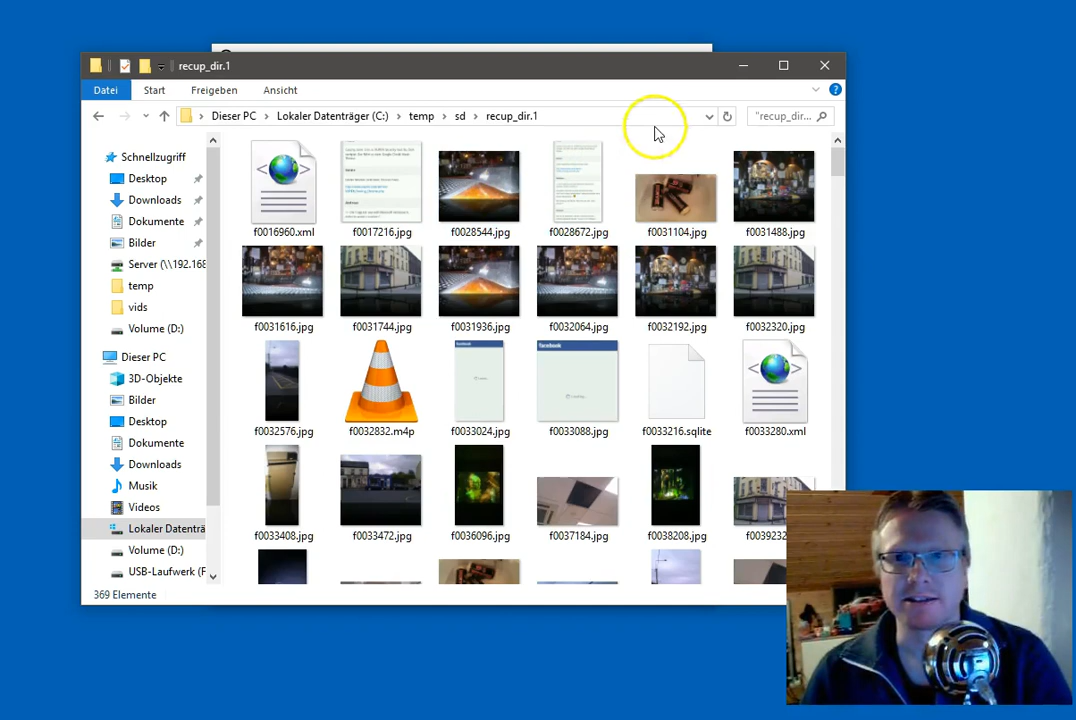 recup_dir.1
Datei Start Freigeben Ansicht
Dieser PC Lokaler Datenträger (C:) temp sd recup_dir.1 "recup_dir...
Schnellzugriff
Desktop
Downloads
Dokumente
Bilder
Server (\\192.168
temp
vids
Volume (D:)
Dieser PC
3D-Objekte
Bilder
Desktop
Dokumente
Downloads
Musik
Videos
Lokaler Datenträ
Volume (D:)
USB-Laufwerk (F
f0016960.xml f0017216.jpg f0028544.jpg f0028672.jpg f0031104.jpg f0031488.jpg
f0031616.jpg f0031744.jpg f0031936.jpg f0032064.jpg f0032192.jpg f0032320.jpg
facebook facebook
f0032576.jpg f0032832.m4p f0033024.jpg f0033088.jpg f0033216.sqlite f0033280.xml
f0033408.jpg f0033472.jpg f0036096.jpg f0037184.jpg f0038208.jpg f0039232
369 Elemente